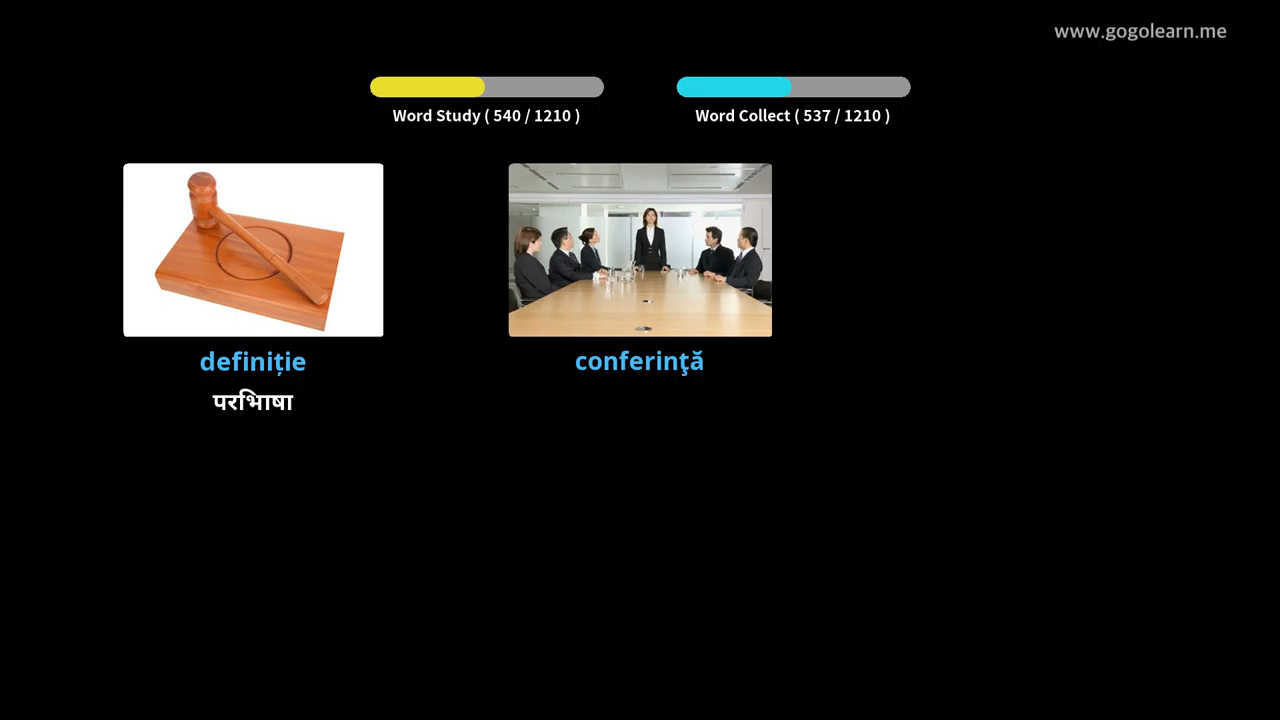 www.gogolearn.me
Word Study ( 540 / 1210 )
Word Collect ( 537 / 1210 )
definiție
conferinţă
परिभाषा